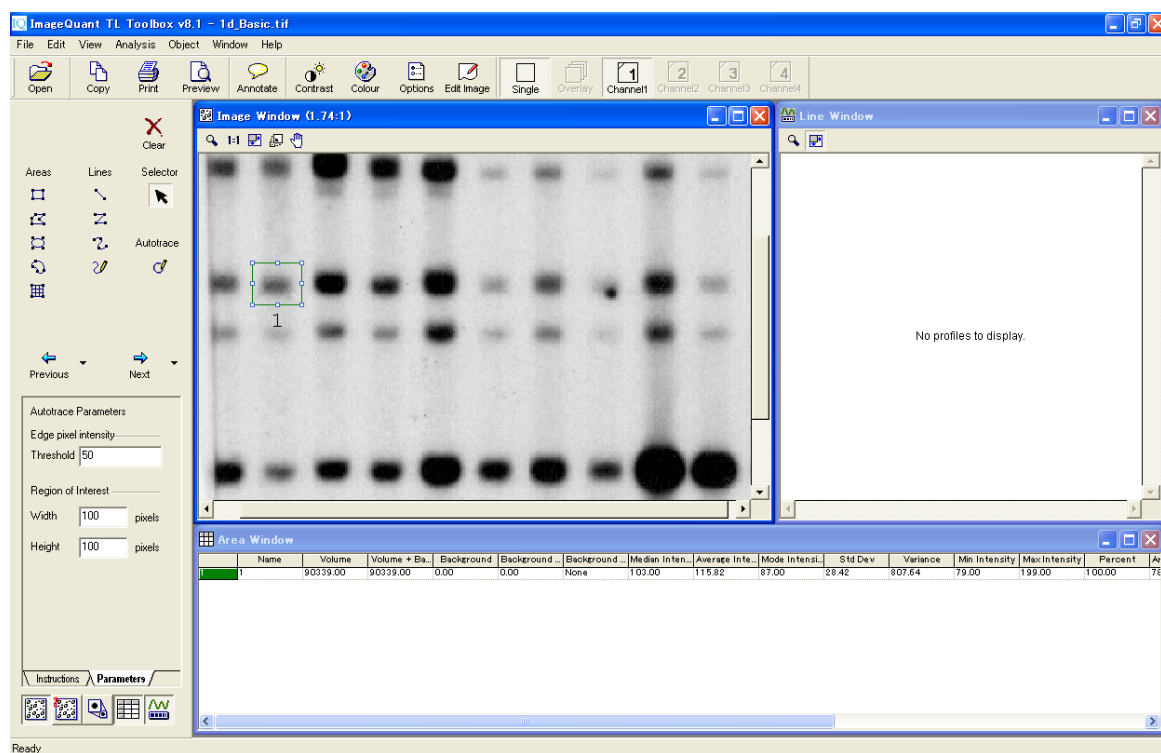 ImageQuant TL Toolbox v8.1 - 1d_Basic.tif
File Edit View Analysis Object Window Help
Open Copy Print Preview Annotate Contrast Colour Options Edit Image Single Overlay Channel1 Channel2 Channel3 Channel4
Clear
Areas Lines Selector
Autotrace
Previous Next
Autotrace Parameters
Edge pixel intensity
Threshold 50
Region of Interest
Width 100 pixels
Height 100 pixels
Instructions Parameters
Image Window (1.74:1)
1:1
1
Line Window
No profiles to display.
Area Window
Name Volume Volume + Ba... Background Background ... Background ... Median Inten... Average Inte... Mode Intensi... Std Dev Variance Min Intensity Max Intensity Percent
1 1 90339.00 90339.00 0.00 0.00 None 103.00 115.82 87.00 28.42 807.64 79.00 199.00 100.00 78
Ready